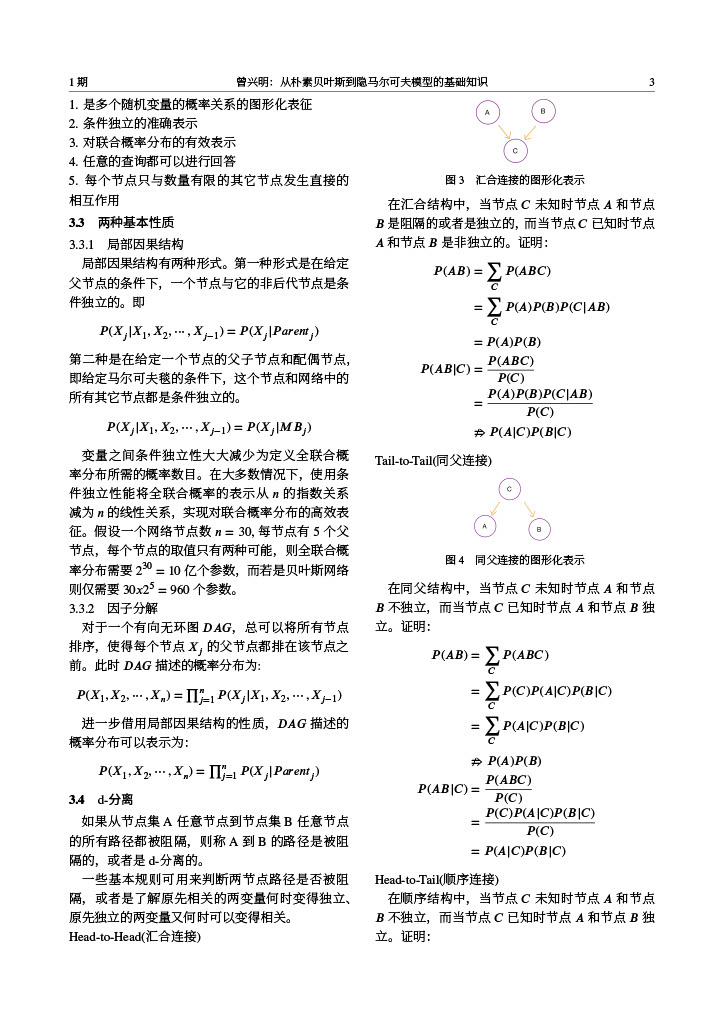 1 期
曾兴明：从朴素贝叶斯到隐马尔可夫模型的基础知识
3
1. 是多个随机变量的概率关系的图形化表征
2. 条件独立的准确表示
3. 对联合概率分布的有效表示
4. 任意的查询都可以进行回答
5. 每个节点只与数量有限的其它节点发生直接的
相互作用
3.3 两种基本性质
3.3.1 局部因果结构
局部因果结构有两种形式。第一种形式是在给定
父节点的条件下，一个节点与它的非后代节点是条
件独立的。即
P(X_j|X_1, X_2, ⋯, X_{j−1}) = P(X_j|Parent_j)
第二种是在给定一个节点的父子节点和配偶节点，
即给定马尔可夫毯的条件下，这个节点和网络中的
所有其它节点都是条件独立的。
P(X_j|X_1, X_2, ⋯, X_{j−1}) = P(X_j|MB_j)
变量之间条件独立性大大减少为定义全联合概
率分布所需的概率数目。在大多数情况下，使用条
件独立性能将全联合概率的表示从 n 的指数关系
减为 n 的线性关系，实现对联合概率分布的高效表
征。假设一个网络节点数 n = 30, 每节点有 5 个父
节点，每个节点的取值只有两种可能，则全联合概
率分布需要 2^30 = 10 亿个参数，而若是贝叶斯网络
则仅需要 30x2^5 = 960 个参数。
3.3.2 因子分解
对于一个有向无环图 DAG，总可以将所有节点
排序，使得每个节点 X_j 的父节点都排在该节点之
前。此时 DAG 描述的概率分布为:
P(X_1, X_2, ⋯, X_n) = ∏_{j=1}^n P(X_j|X_1, X_2, ⋯, X_{j−1})
进一步借用局部因果结构的性质，DAG 描述的
概率分布可以表示为：
P(X_1, X_2, ⋯, X_n) = ∏_{j=1}^n P(X_j|Parent_j)
3.4 d-分离
如果从节点集 A 任意节点到节点集 B 任意节点
的所有路径都被阻隔，则称 A 到 B 的路径是被阻
隔的，或者是 d-分离的。
一些基本规则可用来判断两节点路径是否被阻
隔，或者是了解原先相关的两变量何时变得独立、
原先独立的两变量又何时可以变得相关。
Head-to-Head(汇合连接)
A
B
C
图 3 汇合连接的图形化表示
在汇合结构中，当节点 C 未知时节点 A 和节点
B 是阻隔的或者是独立的, 而当节点 C 已知时节点
A 和节点 B 是非独立的。证明：
P(AB) = ∑_C P(ABC)
= ∑_C P(A)P(B)P(C|AB)
= P(A)P(B)
P(AB|C) = P(ABC) / P(C)
= P(A)P(B)P(C|AB) / P(C)
⇏ P(A|C)P(B|C)
Tail-to-Tail(同父连接)
C
A
B
图 4 同父连接的图形化表示
在同父结构中，当节点 C 未知时节点 A 和节点
B 不独立，而当节点 C 已知时节点 A 和节点 B 独
立。证明：
P(AB) = ∑_C P(ABC)
= ∑_C P(C)P(A|C)P(B|C)
= ∑_C P(A|C)P(B|C)
⇏ P(A)P(B)
P(AB|C) = P(ABC) / P(C)
= P(C)P(A|C)P(B|C) / P(C)
= P(A|C)P(B|C)
Head-to-Tail(顺序连接)
在顺序结构中，当节点 C 未知时节点 A 和节点
B 不独立，而当节点 C 已知时节点 A 和节点 B 独
立。证明：